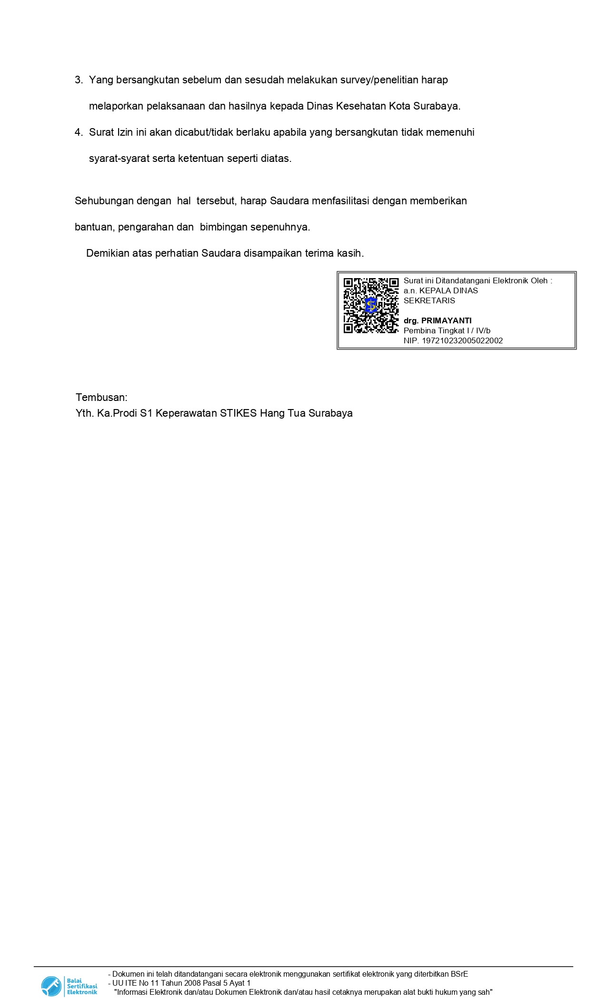 3. Yang bersangkutan sebelum dan sesudah melakukan survey/penelitian harap
melaporkan pelaksanaan dan hasilnya kepada Dinas Kesehatan Kota Surabaya.
4. Surat Izin ini akan dicabut/tidak berlaku apabila yang bersangkutan tidak memenuhi
syarat-syarat serta ketentuan seperti diatas.
Sehubungan dengan hal tersebut, harap Saudara menfasilitasi dengan memberikan
bantuan, pengarahan dan bimbingan sepenuhnya.
Demikian atas perhatian Saudara disampaikan terima kasih.
Surat ini Ditandatangani Elektronik Oleh :
a.n. KEPALA DINAS
SEKRETARIS
drg. PRIMAYANTI
Pembina Tingkat I / IV/b
NIP. 197210232005022002
Tembusan:
Yth. Ka.Prodi S1 Keperawatan STIKES Hang Tua Surabaya
Balai
Sertifikasi
Elektronik
- Dokumen ini telah ditandatangani secara elektronik menggunakan sertifikat elektronik yang diterbitkan BSrE
- UU ITE No 11 Tahun 2008 Pasal 5 Ayat 1
"Informasi Elektronik dan/atau Dokumen Elektronik dan/atau hasil cetaknya merupakan alat bukti hukum yang sah"